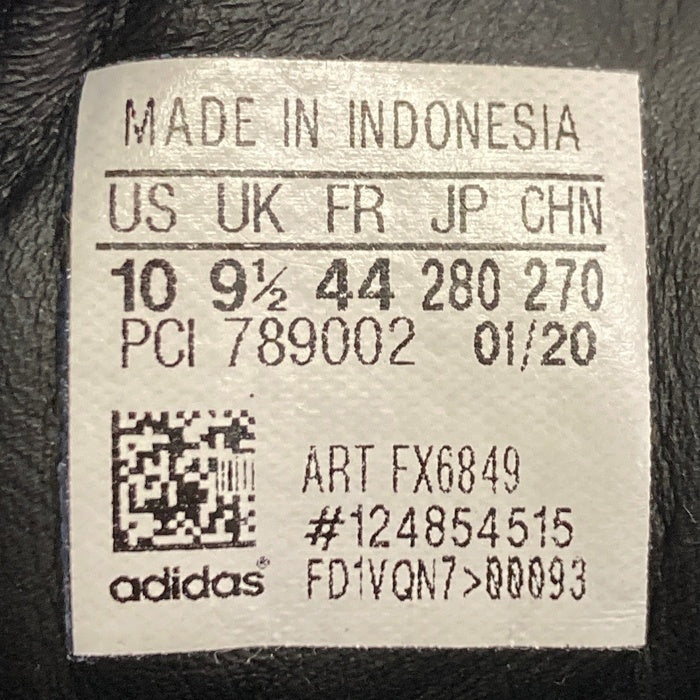 MADE IN INDONESIA
US UK FR JP CHN
10 9½ 44 280 270
PCI 789002 01/20
ART FX6849
#124854515
adidas® FD1VQN7>00093